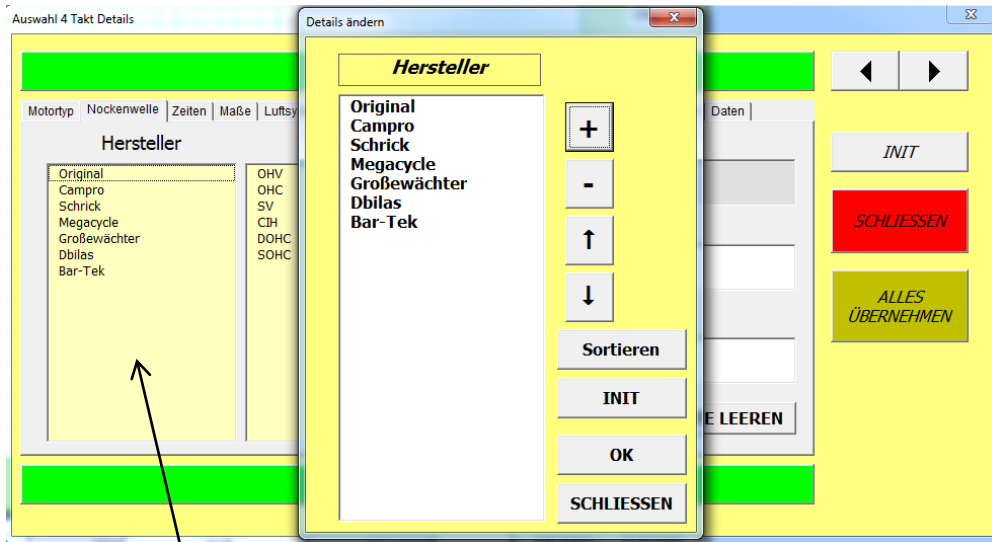 Auswahl 4 Takt Details
Motortyp Nockenwelle Zeiten Maße Luftsy
Hersteller
Original
Campro
Schrick
Megacycle
Großewächter
Dbilas
Bar-Tek
OHV
OHC
SV
CIH
DOHC
SOHC
Details ändern
Hersteller
Original
Campro
Schrick
Megacycle
Großewächter
Dbilas
Bar-Tek
+
-
↑
↓
Sortieren
INIT
OK
SCHLIESSEN
Daten
E LEEREN
INIT
SCHLIESSEN
ALLES
ÜBERNEHMEN